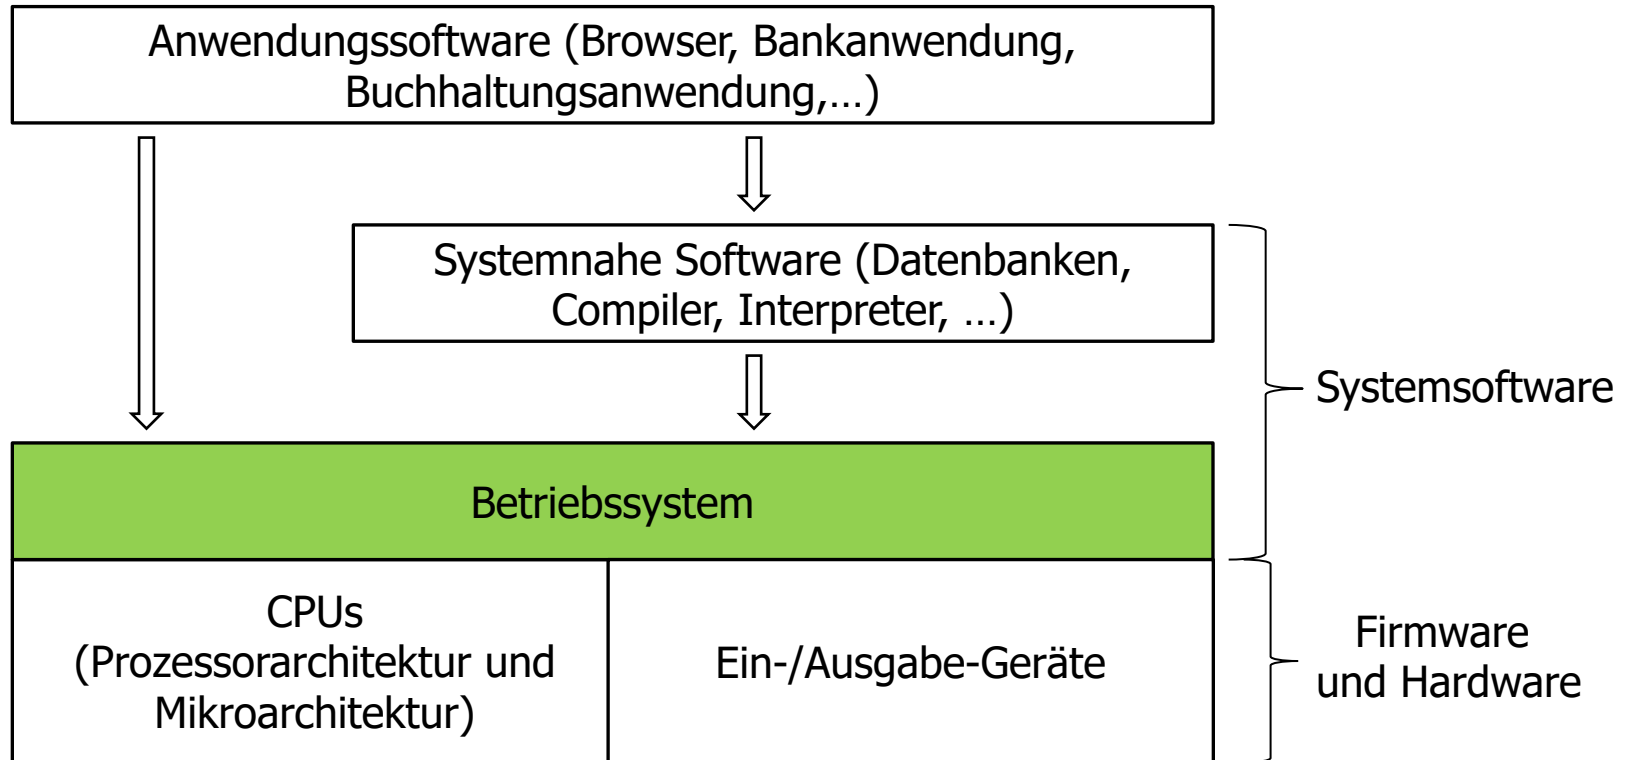 Anwendungssoftware (Browser, Bankanwendung,
Buchhaltungsanwendung,…)
Systemnahe Software (Datenbanken,
Compiler, Interpreter, …)
Systemsoftware
Betriebssystem
CPUs
(Prozessorarchitektur und
Mikroarchitektur)
Ein-/Ausgabe-Geräte
Firmware
und Hardware